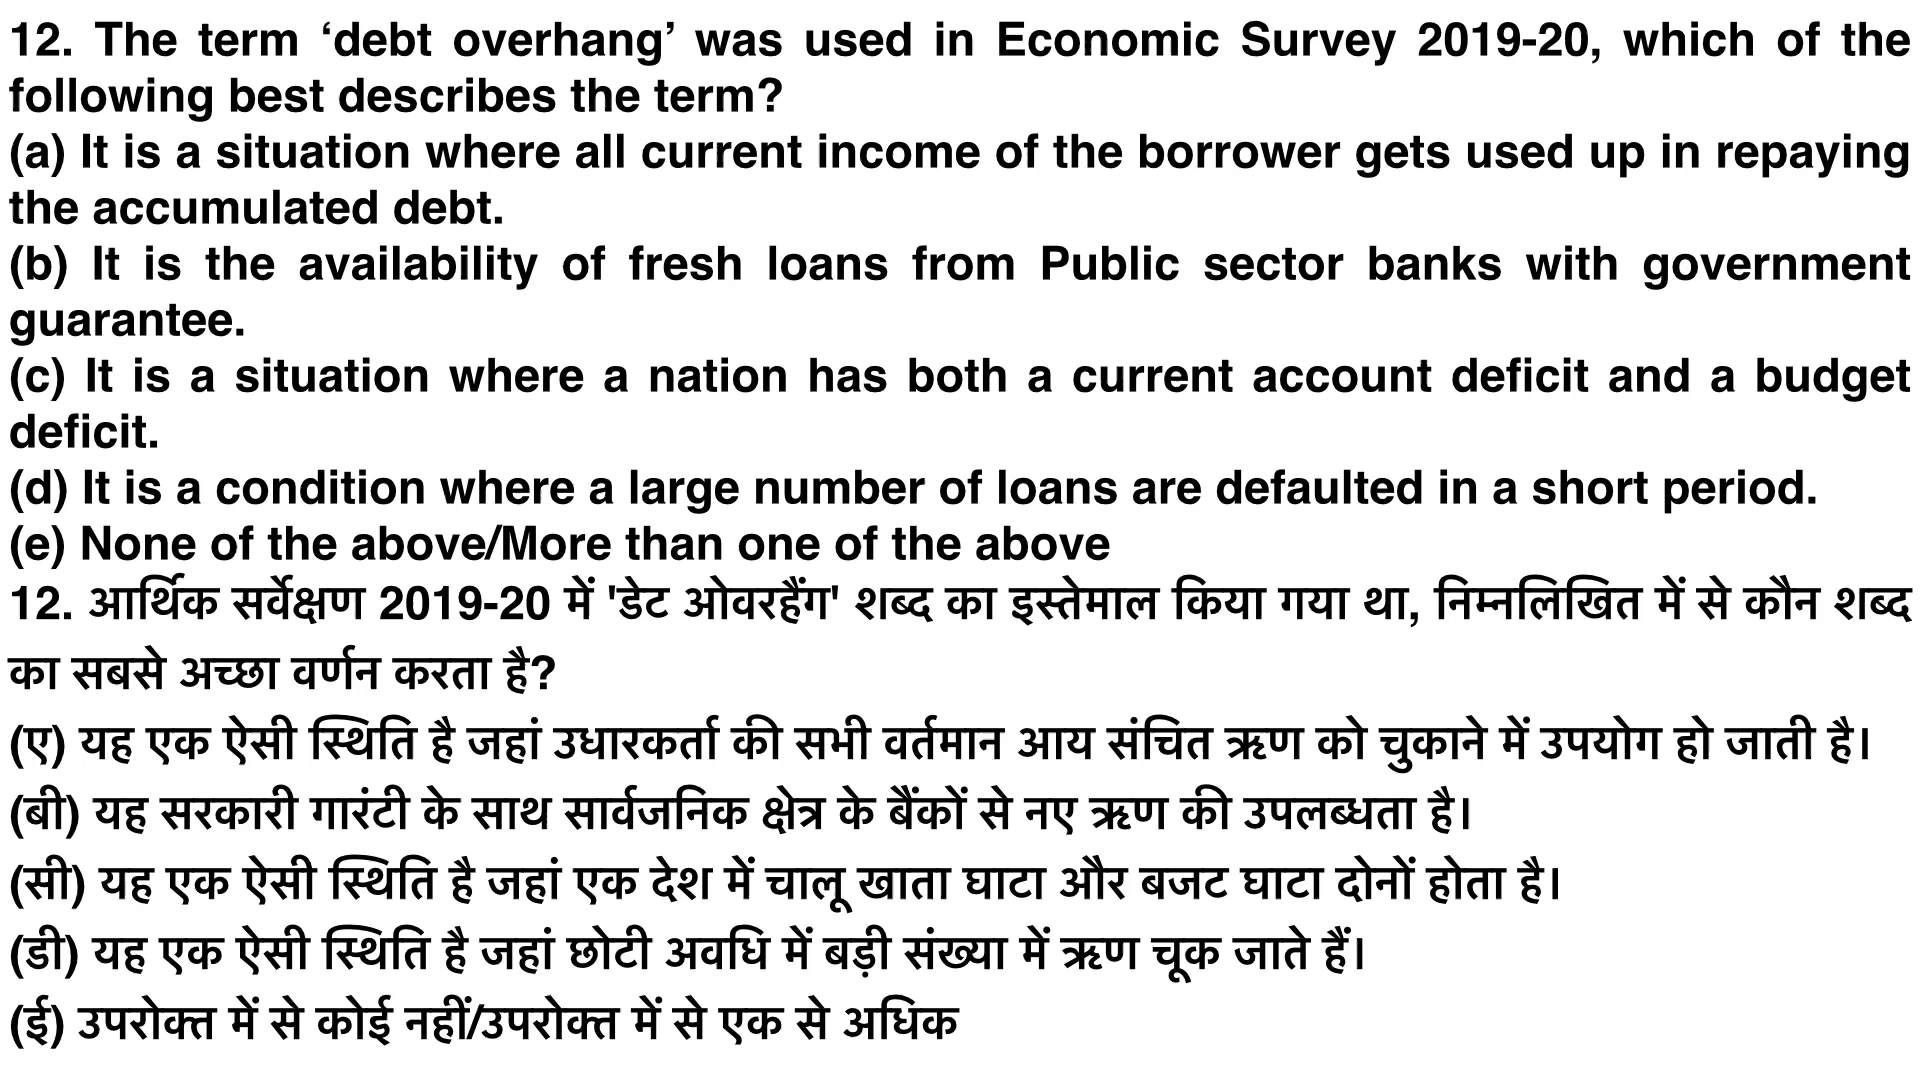 12. The term ‘debt overhang’ was used in Economic Survey 2019-20, which of the
following best describes the term?
(a) It is a situation where all current income of the borrower gets used up in repaying
the accumulated debt.
(b) It is the availability of fresh loans from Public sector banks with government
guarantee.
(c) It is a situation where a nation has both a current account deficit and a budget
deficit.
(d) It is a condition where a large number of loans are defaulted in a short period.
(e) None of the above/More than one of the above
12. आर्थिक सर्वेक्षण 2019-20 में 'डेट ओवरहैंग' शब्द का इस्तेमाल किया गया था, निम्नलिखित में से कौन शब्द
का सबसे अच्छा वर्णन करता है?
(ए) यह एक ऐसी स्थिति है जहां उधारकर्ता की सभी वर्तमान आय संचित ऋण को चुकाने में उपयोग हो जाती है।
(बी) यह सरकारी गारंटी के साथ सार्वजनिक क्षेत्र के बैंकों से नए ऋण की उपलब्धता है।
(सी) यह एक ऐसी स्थिति है जहां एक देश में चालू खाता घाटा और बजट घाटा दोनों होता है।
(डी) यह एक ऐसी स्थिति है जहां छोटी अवधि में बड़ी संख्या में ऋण चूक जाते हैं।
(ई) उपरोक्त में से कोई नहीं/उपरोक्त में से एक से अधिक